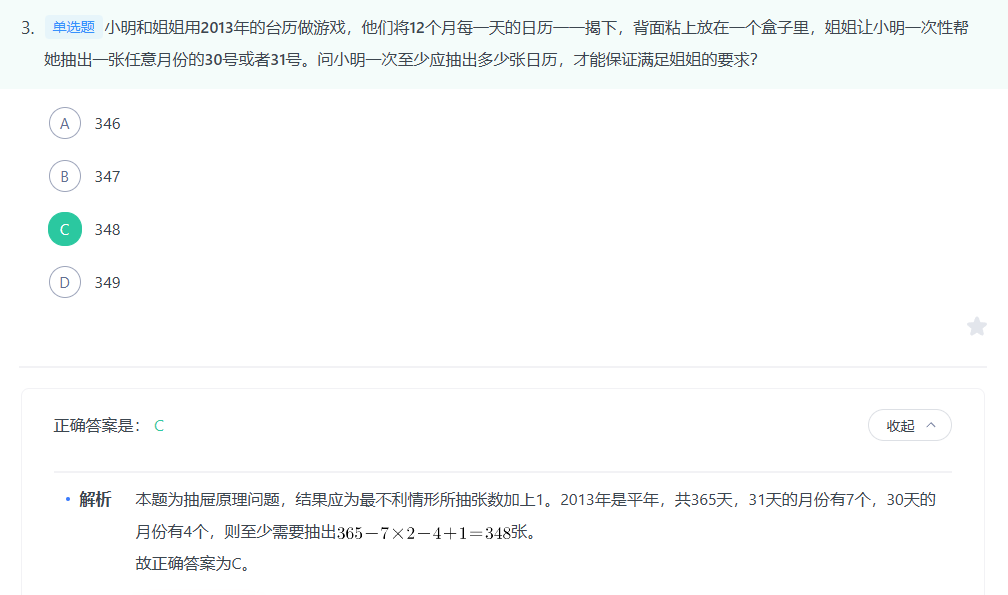 3. 单选题 小明和姐姐用2013年的台历做游戏，他们将12个月每一天的日历一一揭下，背面粘上放在一个盒子里，姐姐让小明一次性帮
她抽出一张任意月份的30号或者31号。问小明一次至少应抽出多少张日历，才能保证满足姐姐的要求？
A 346
B 347
C 348
D 349
正确答案是： C 收起
• 解析 本题为抽屉原理问题，结果应为最不利情形所抽张数加上1。2013年是平年，共365天，31天的月份有7个，30天的
月份有4个，则至少需要抽出365−7×2−4+1=348张。
故正确答案为C。